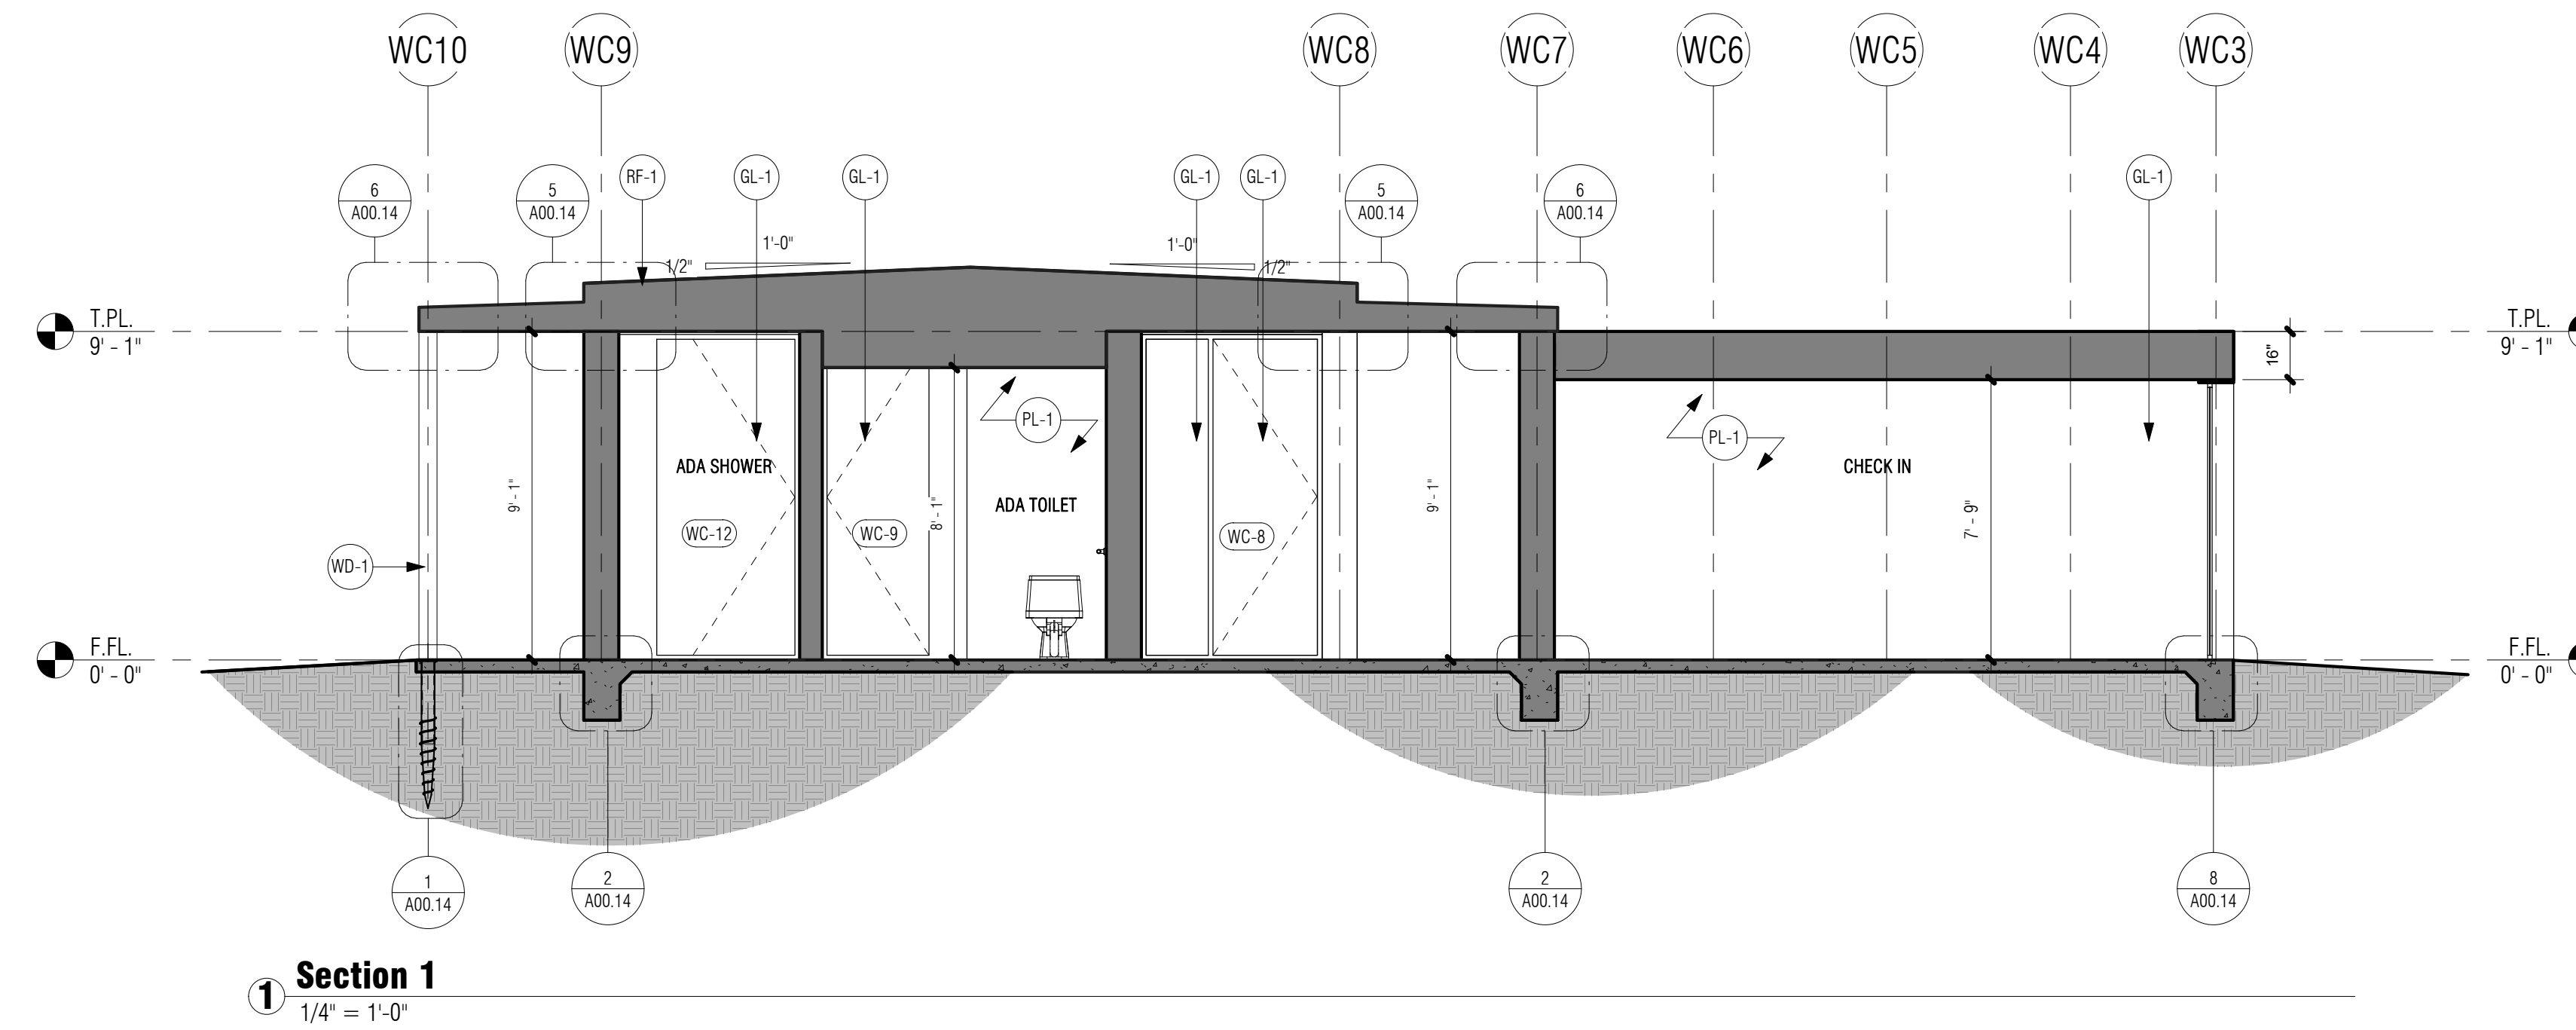 WC10 WC9 WC8 WC7 WC6 WC5 WC4 WC3
6
A00.14
5
A00.14
RF-1
GL-1
GL-1
GL-1
GL-1
5
A00.14
6
A00.14
GL-1
1/2"
1'-0"
1'-0"
1/2"
T.PL.
9' - 1"
T.PL.
9' - 1"
16"
PL-1
PL-1
ADA SHOWER
ADA TOILET
CHECK IN
9' - 1"
8' - 1"
9' - 1"
7' - 9"
WC-12
WC-9
WC-8
WD-1
F.FL.
0' - 0"
F.FL.
0' - 0"
1
A00.14
2
A00.14
2
A00.14
8
A00.14
1 Section 1
1/4" = 1'-0"